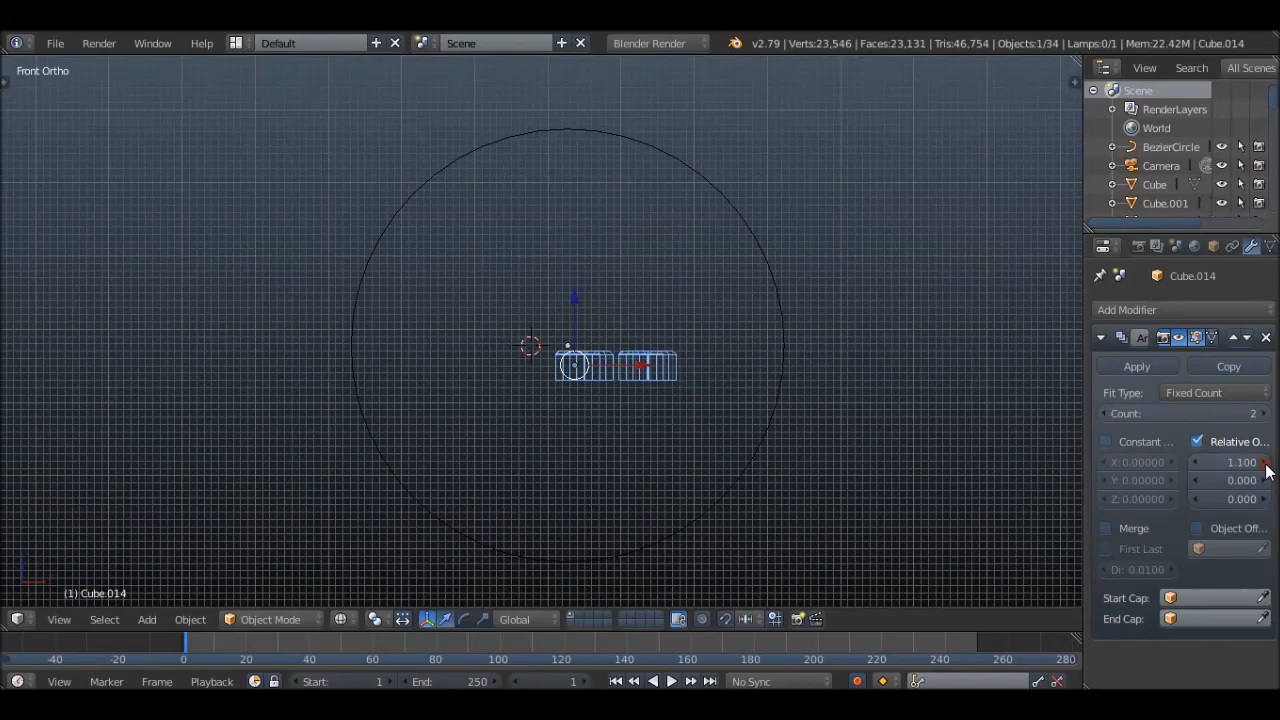 File Render Window Help Default Scene Blender Render v2.79 | Verts:23,546 | Faces:23,131 | Tris:46,754 | Objects:1/34 | Lamps:0/1 | Mem:22.42M | Cube.014
Front Ortho
View Search All Scenes
Scene
RenderLayers
World
BezierCircle
Camera
Cube
Cube.001
Cube.014
Add Modifier
Ar
Apply Copy
Fit Type: Fixed Count
Count: 2
Constant ... Relative O...
X: 0.00000 1.100
Y: 0.00000 0.000
Z: 0.00000 0.000
Merge Object Off...
First Last
Di: 0.0100
Start Cap:
End Cap:
(1) Cube.014
View Select Add Object Object Mode Global
-40 -20 0 20 40 60 80 100 120 140 160 180 200 220 240 260 280
View Marker Frame Playback Start: 1 End: 250 1 No Sync